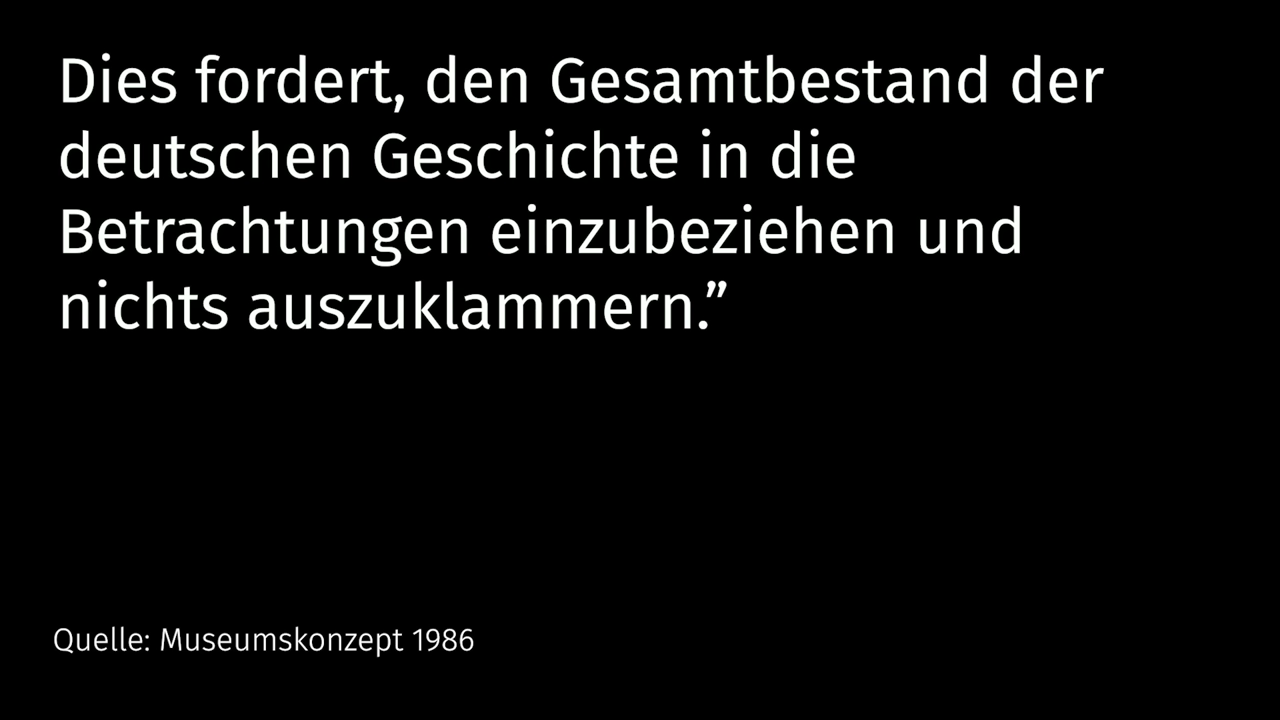 Dies fordert, den Gesamtbestand der
deutschen Geschichte in die
Betrachtungen einzubeziehen und
nichts auszuklammern.”
Quelle: Museumskonzept 1986